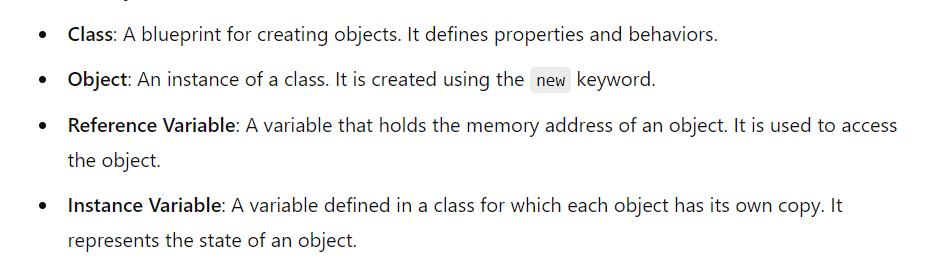 Class: A blueprint for creating objects. It defines properties and behaviors.
Object: An instance of a class. It is created using the new keyword.
Reference Variable: A variable that holds the memory address of an object. It is used to access
the object.
Instance Variable: A variable defined in a class for which each object has its own copy. It
represents the state of an object.